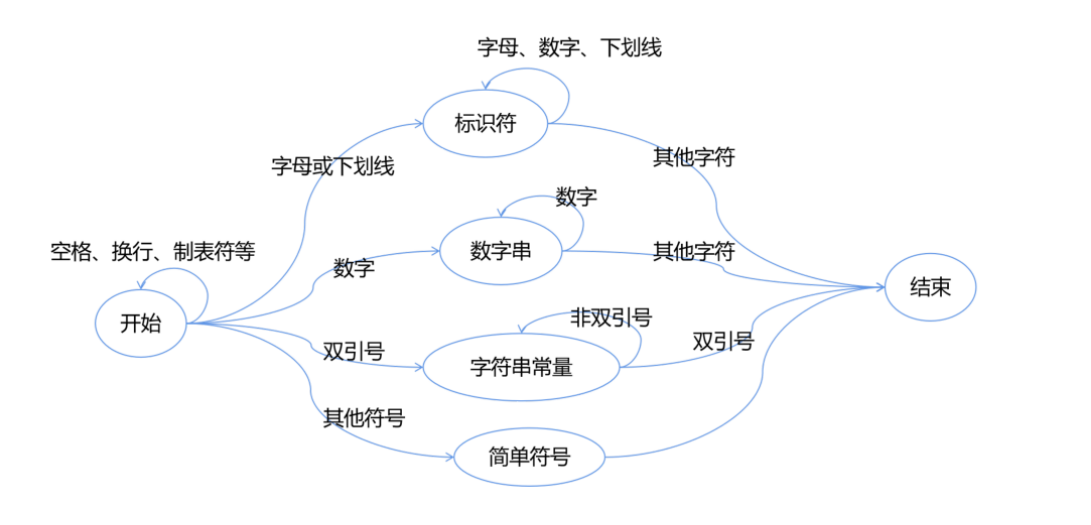 字母、数字、下划线
标识符
其他字符
字母或下划线
数字
数字串
其他字符
空格、换行、制表符等
数字
结束
开始
非双引号
双引号
双引号
字符串常量
其他符号
简单符号